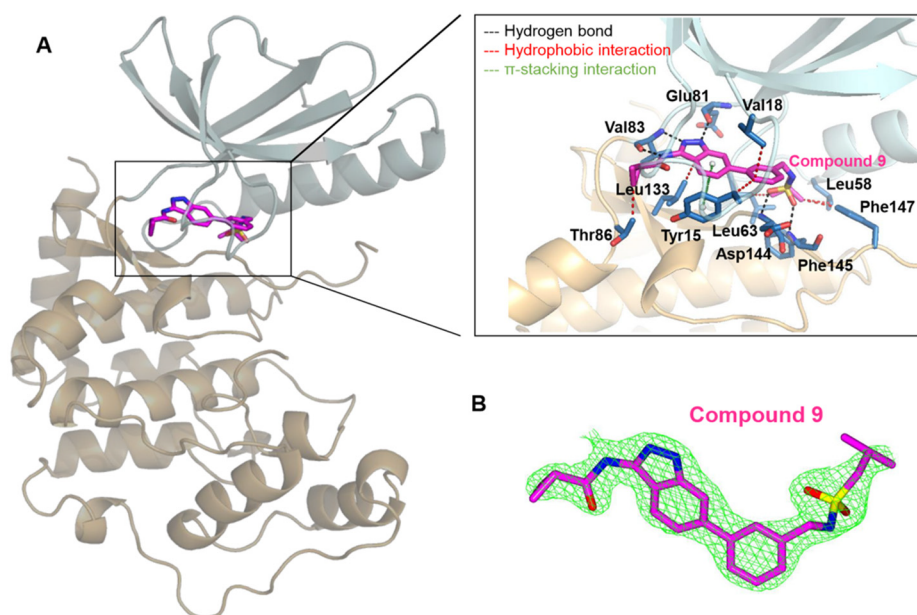 A
--- Hydrogen bond
--- Hydrophobic interaction
--- π-stacking interaction
Glu81
Val18
Val83
Compound 9
Leu133
Leu58
Phe147
Thr86
Tyr15
Leu63
Asp144
Phe145
B
Compound 9